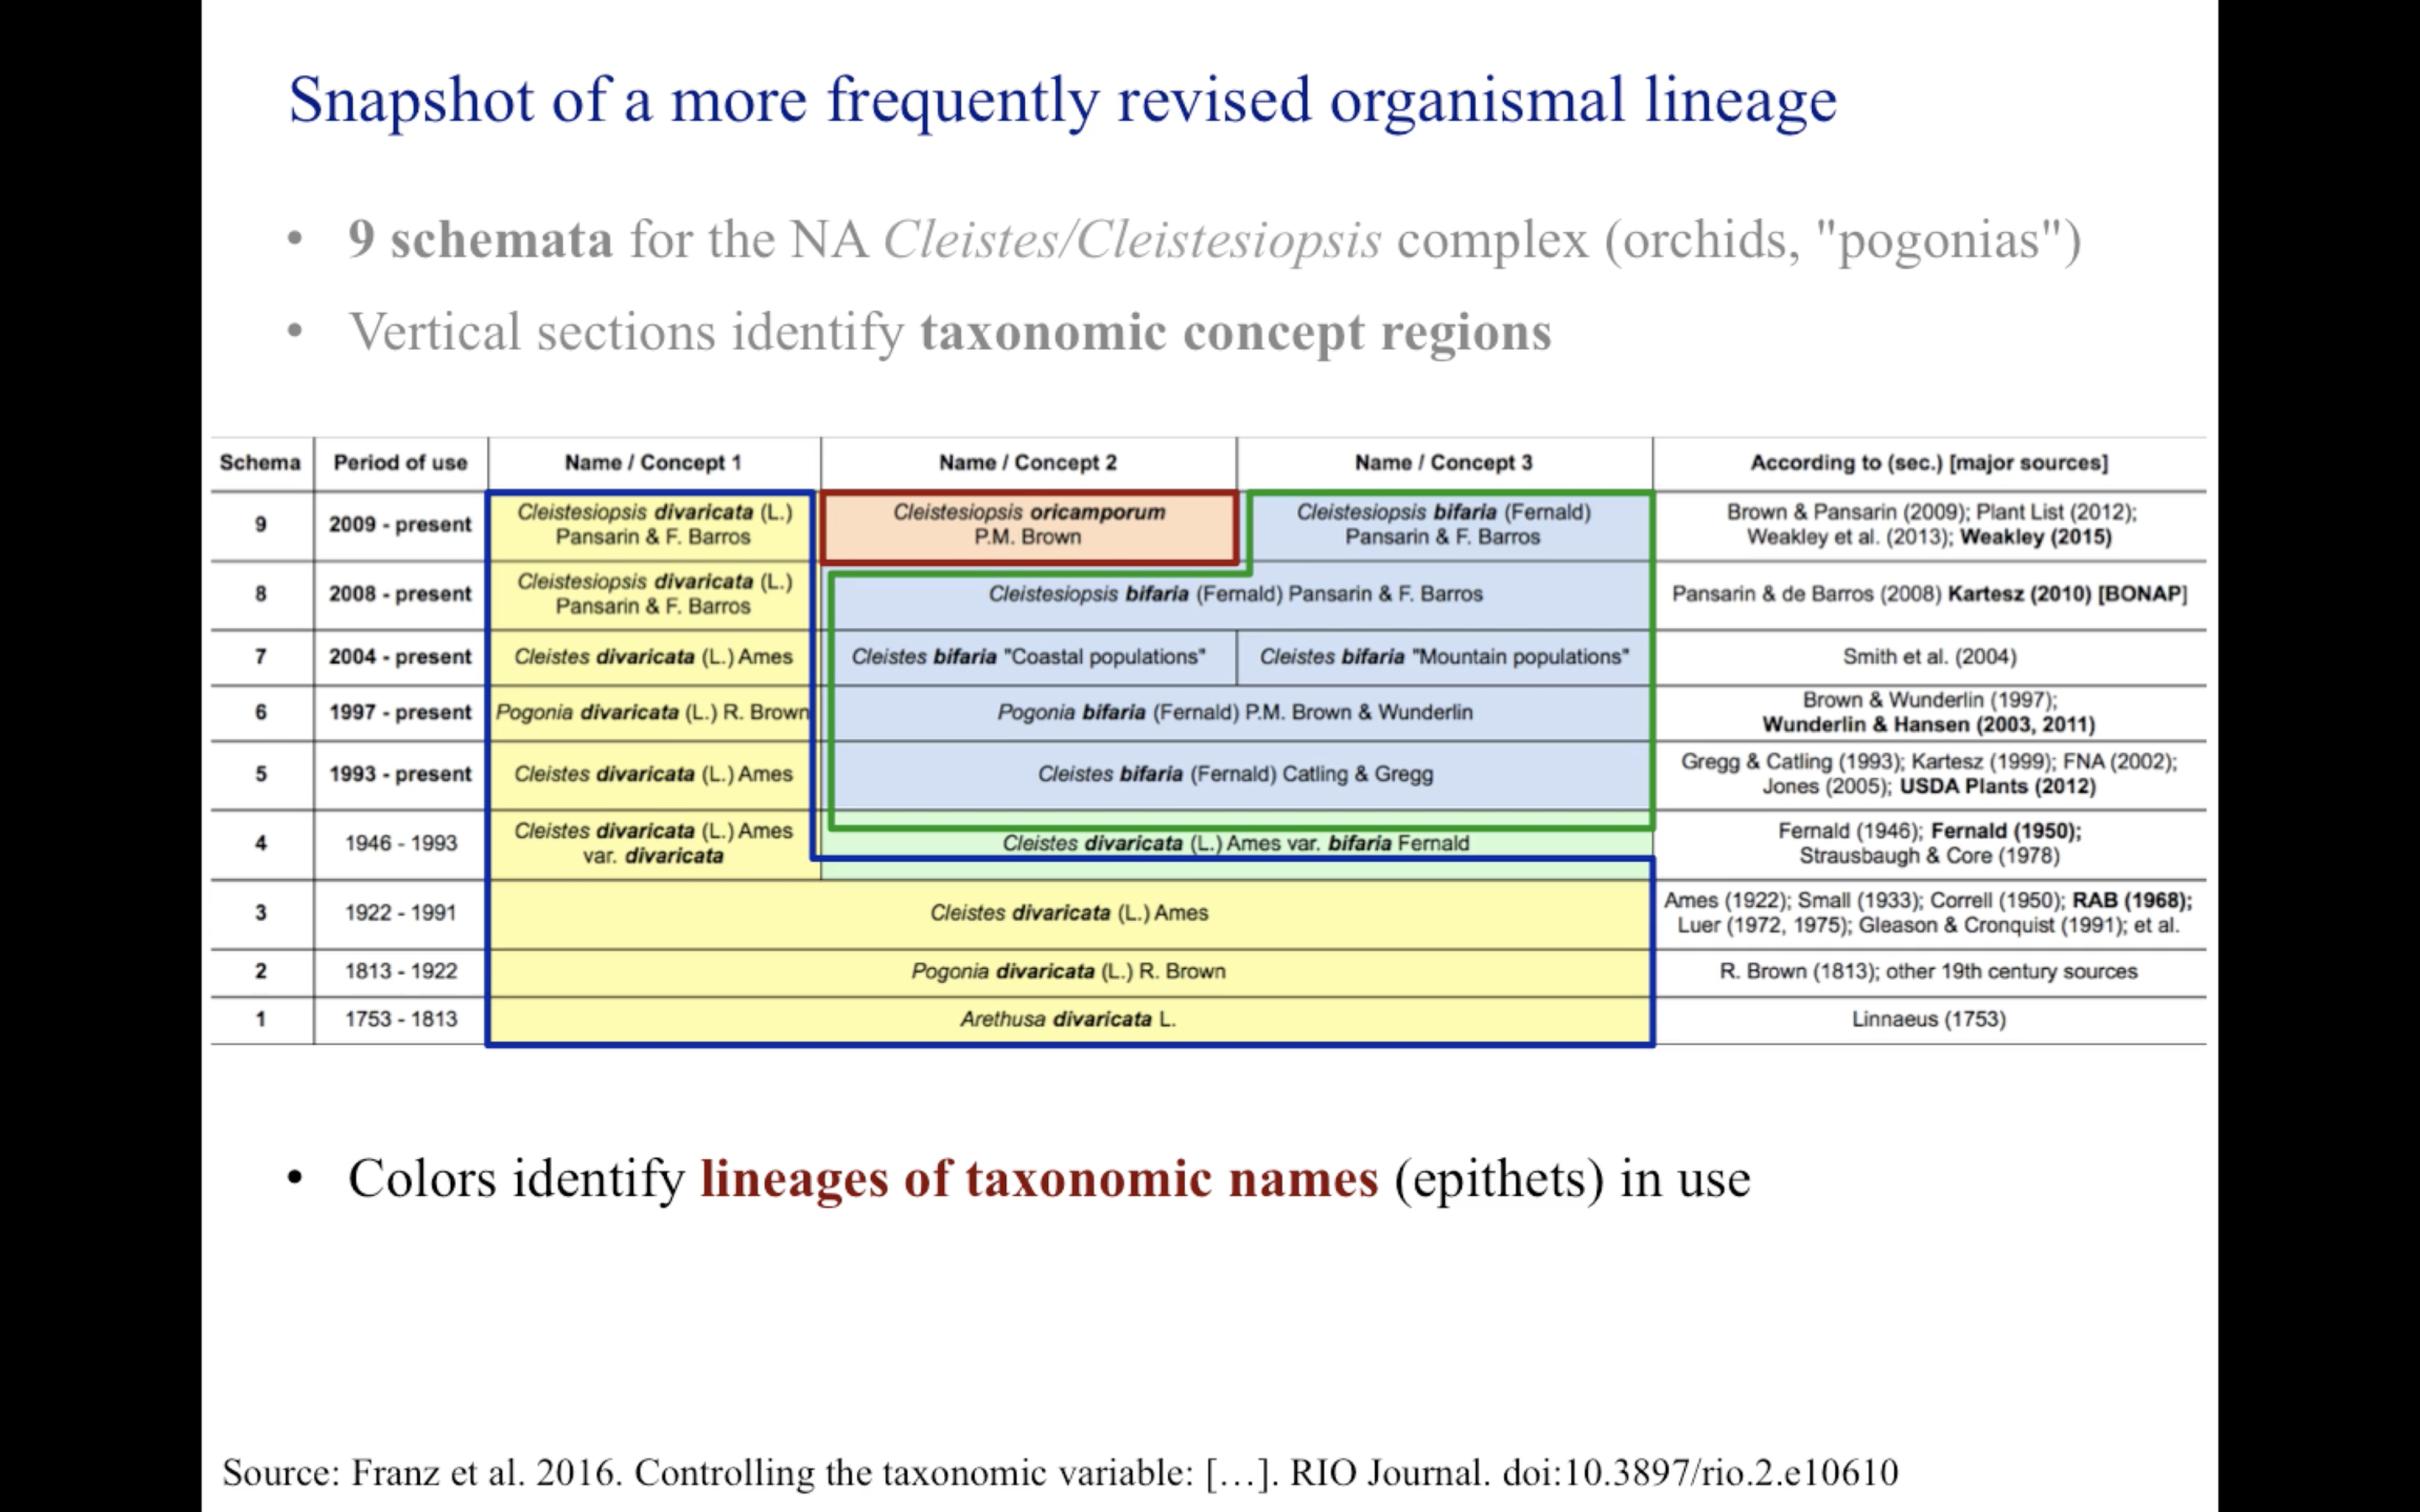 Snapshot of a more frequently revised organismal lineage
• 9 schemata for the NA Cleistes/Cleistesiopsis complex (orchids, "pogonias")
• Vertical sections identify taxonomic concept regions
Schema Period of use Name / Concept 1 Name / Concept 2 Name / Concept 3 According to (sec.) [major sources]
9 2009 - present
Cleistesiopsis divaricata (L.)
Pansarin & F. Barros
Cleistesiopsis oricamporum
P.M. Brown
Cleistesiopsis bifaria (Fernald)
Pansarin & F. Barros
Brown & Pansarin (2009); Plant List (2012);
Weakley et al. (2013); Weakley (2015)
8 2008 - present
Cleistesiopsis divaricata (L.)
Pansarin & F. Barros
Cleistesiopsis bifaria (Fernald) Pansarin & F. Barros
Pansarin & de Barros (2008) Kartesz (2010) [BONAP]
7 2004 - present
Cleistes divaricata (L.) Ames
Cleistes bifaria "Coastal populations"
Cleistes bifaria "Mountain populations"
Smith et al. (2004)
6 1997 - present
Pogonia divaricata (L.) R. Brown
Pogonia bifaria (Fernald) P.M. Brown & Wunderlin
Brown & Wunderlin (1997);
Wunderlin & Hansen (2003, 2011)
5 1993 - present
Cleistes divaricata (L.) Ames
Cleistes bifaria (Fernald) Catling & Gregg
Gregg & Catling (1993); Kartesz (1999); FNA (2002);
Jones (2005); USDA Plants (2012)
4 1946 - 1993
Cleistes divaricata (L.) Ames
var. divaricata
Cleistes divaricata (L.) Ames var. bifaria Fernald
Fernald (1946); Fernald (1950);
Strausbaugh & Core (1978)
3 1922 - 1991
Cleistes divaricata (L.) Ames
Ames (1922); Small (1933); Correll (1950); RAB (1968);
Luer (1972, 1975); Gleason & Cronquist (1991); et al.
2 1813 - 1922
Pogonia divaricata (L.) R. Brown
R. Brown (1813); other 19th century sources
1 1753 - 1813
Arethusa divaricata L.
Linnaeus (1753)
• Colors identify lineages of taxonomic names (epithets) in use
Source: Franz et al. 2016. Controlling the taxonomic variable: […]. RIO Journal. doi:10.3897/rio.2.e10610